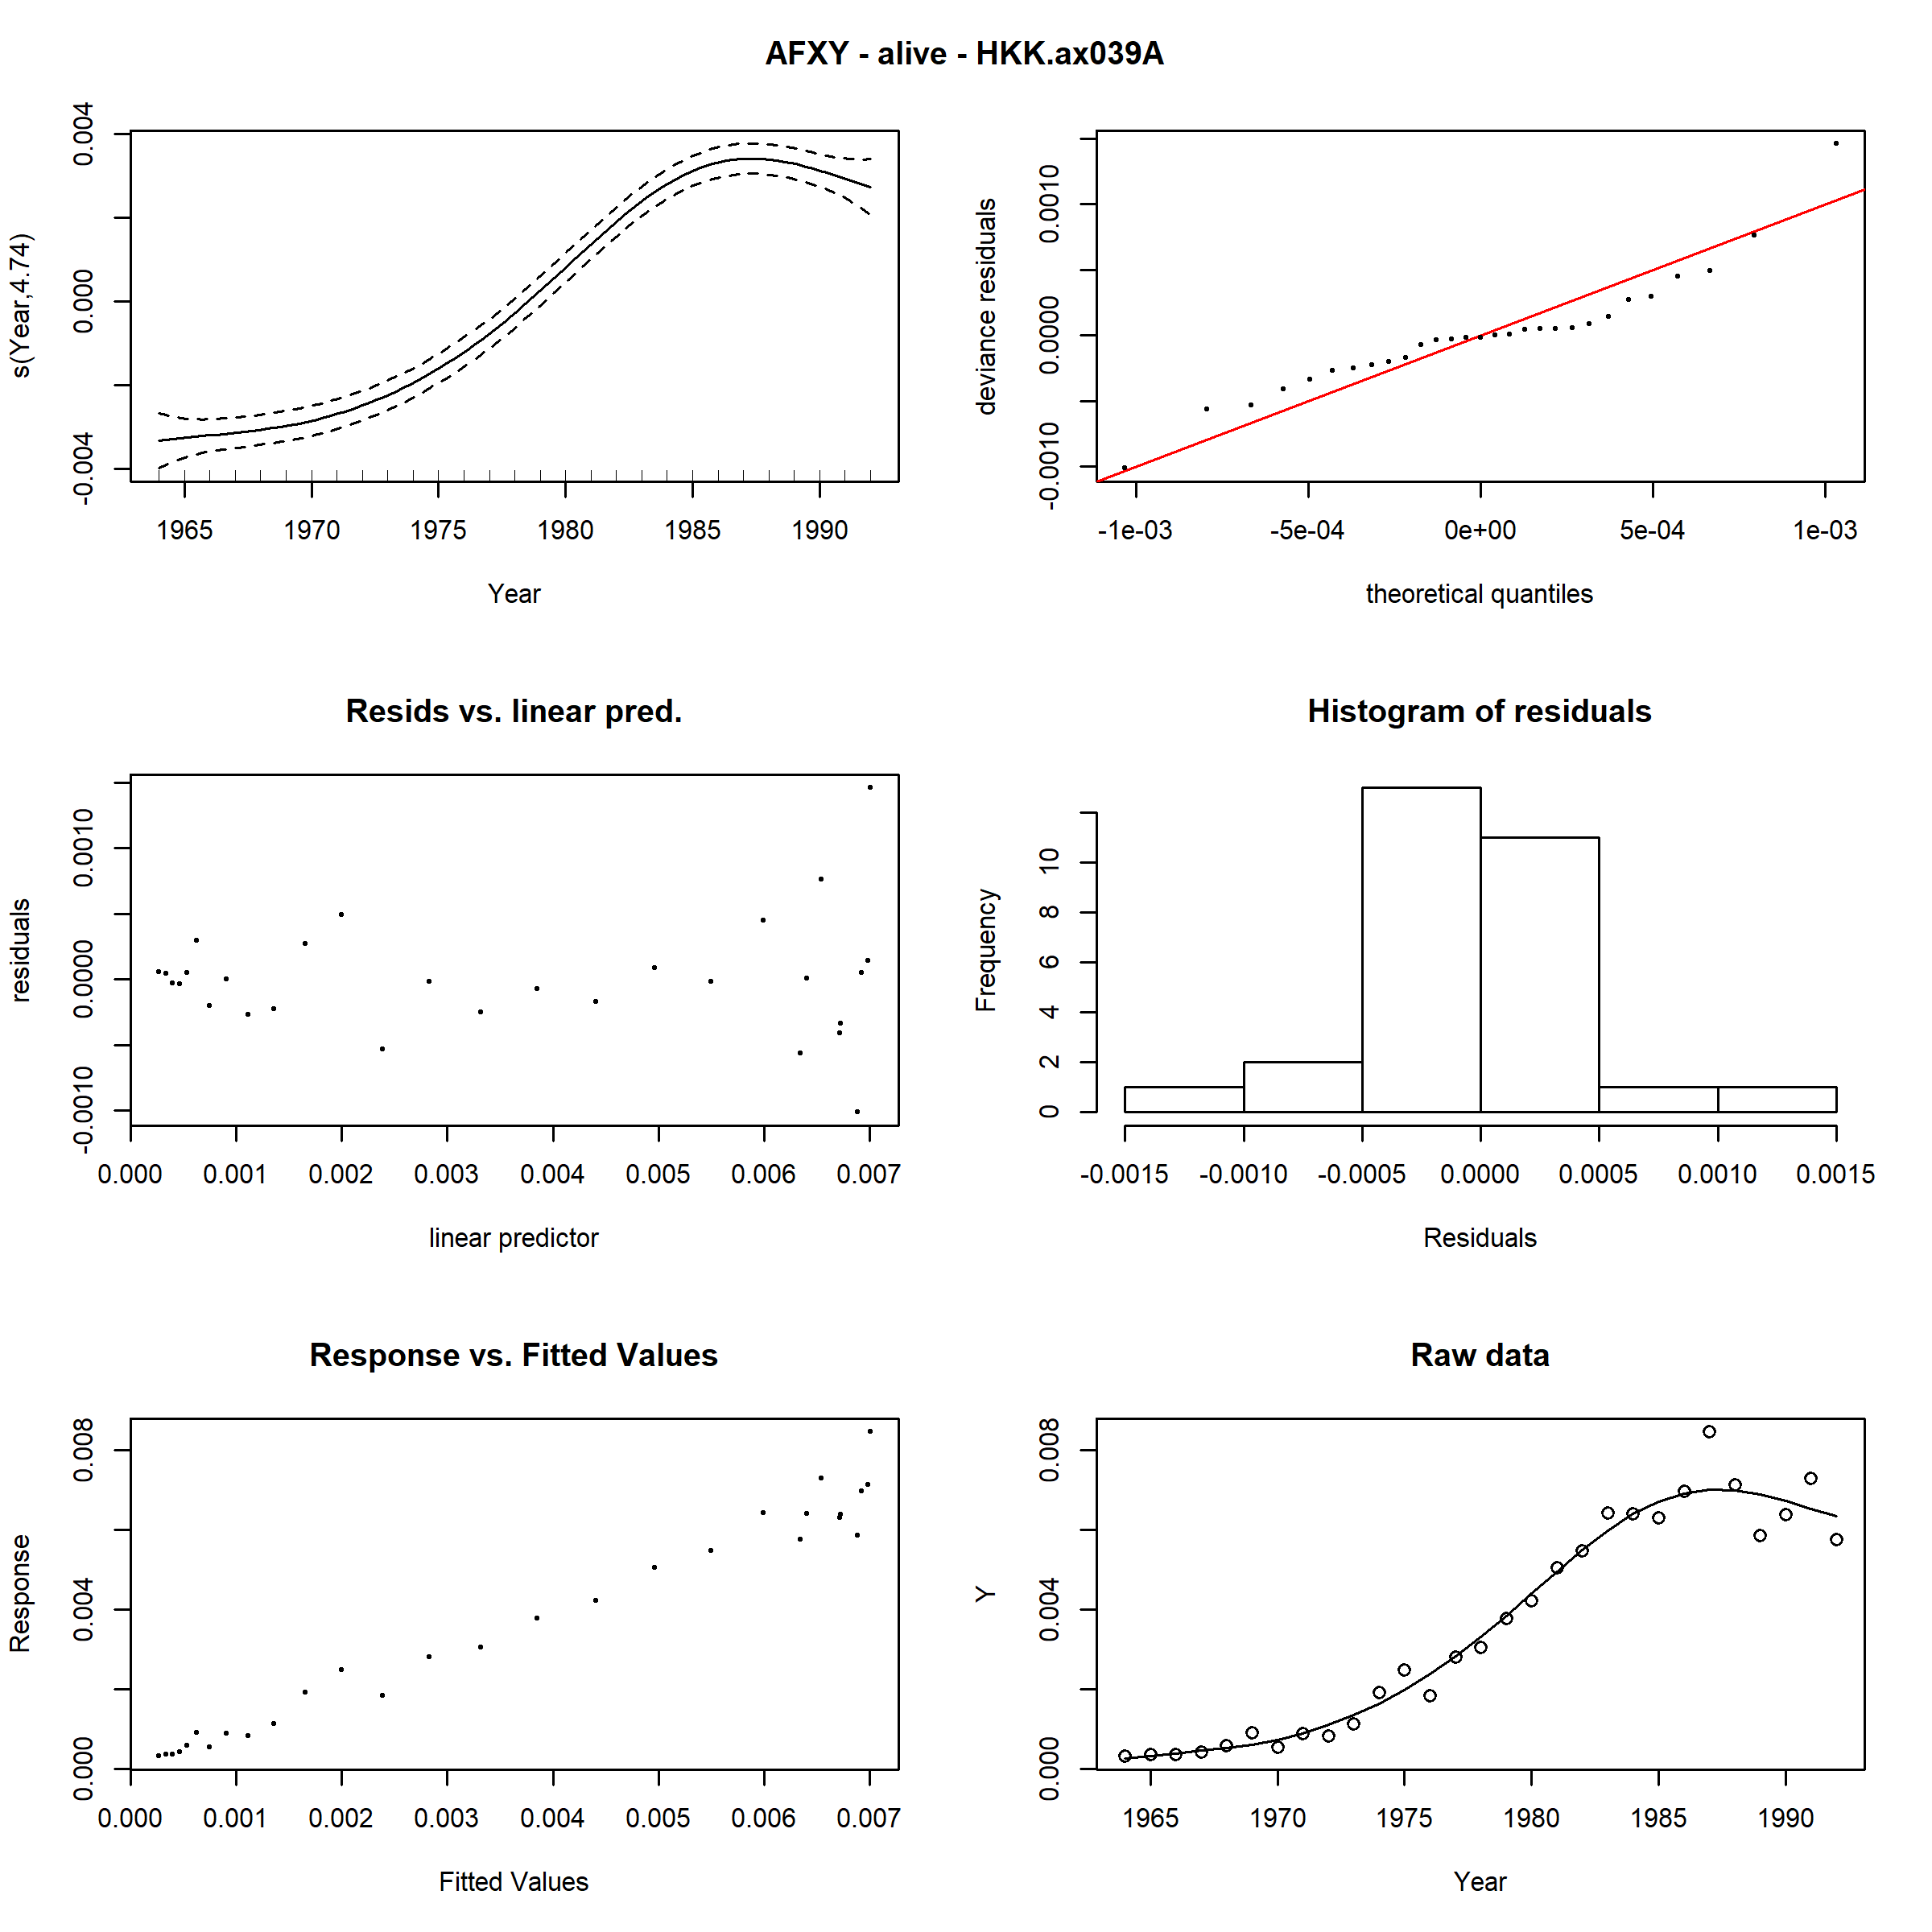 AFXY - alive - HKK.ax039A
s(Year,4.74)
0.004
0.000
-0.004
1965 1970 1975 1980 1985 1990
Year
deviance residuals
0.0010
0.0000
-0.0010
-1e-03 -5e-04 0e+00 5e-04 1e-03
theoretical quantiles
Resids vs. linear pred.
residuals
0.0010
0.0000
-0.0010
0.000 0.001 0.002 0.003 0.004 0.005 0.006 0.007
linear predictor
Histogram of residuals
Frequency
10
8
6
4
2
0
-0.0015 -0.0010 -0.0005 0.0000 0.0005 0.0010 0.0015
Residuals
Response vs. Fitted Values
Response
0.008
0.004
0.000
0.000 0.001 0.002 0.003 0.004 0.005 0.006 0.007
Fitted Values
Raw data
Y
0.008
0.004
0.000
1965 1970 1975 1980 1985 1990
Year